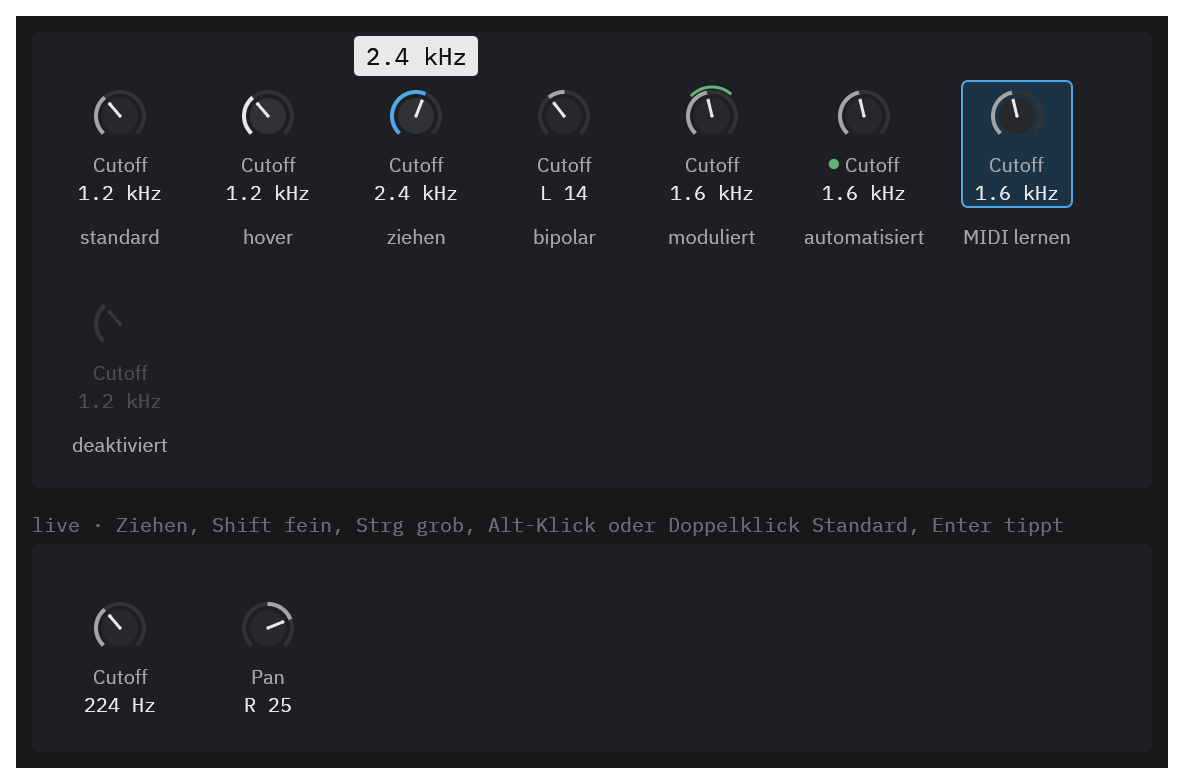 2.4 kHz
Cutoff Cutoff Cutoff Cutoff Cutoff Cutoff Cutoff
1.2 kHz 1.2 kHz 2.4 kHz L 14 1.6 kHz 1.6 kHz 1.6 kHz
standard hover ziehen bipolar moduliert automatisiert MIDI lernen
Cutoff
1.2 kHz
deaktiviert
live · Ziehen, Shift fein, Strg grob, Alt-Klick oder Doppelklick Standard, Enter tippt
Cutoff Pan
224 Hz R 25